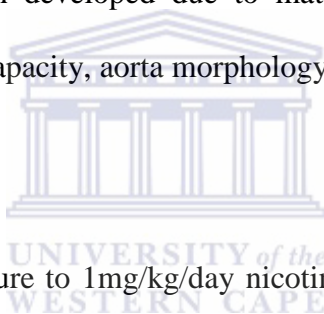 developed due to mat
apacity, aorta morphology
UNIVERSITY of the
ure to 1mg/kg/day nicotin
WESTERN CAPE